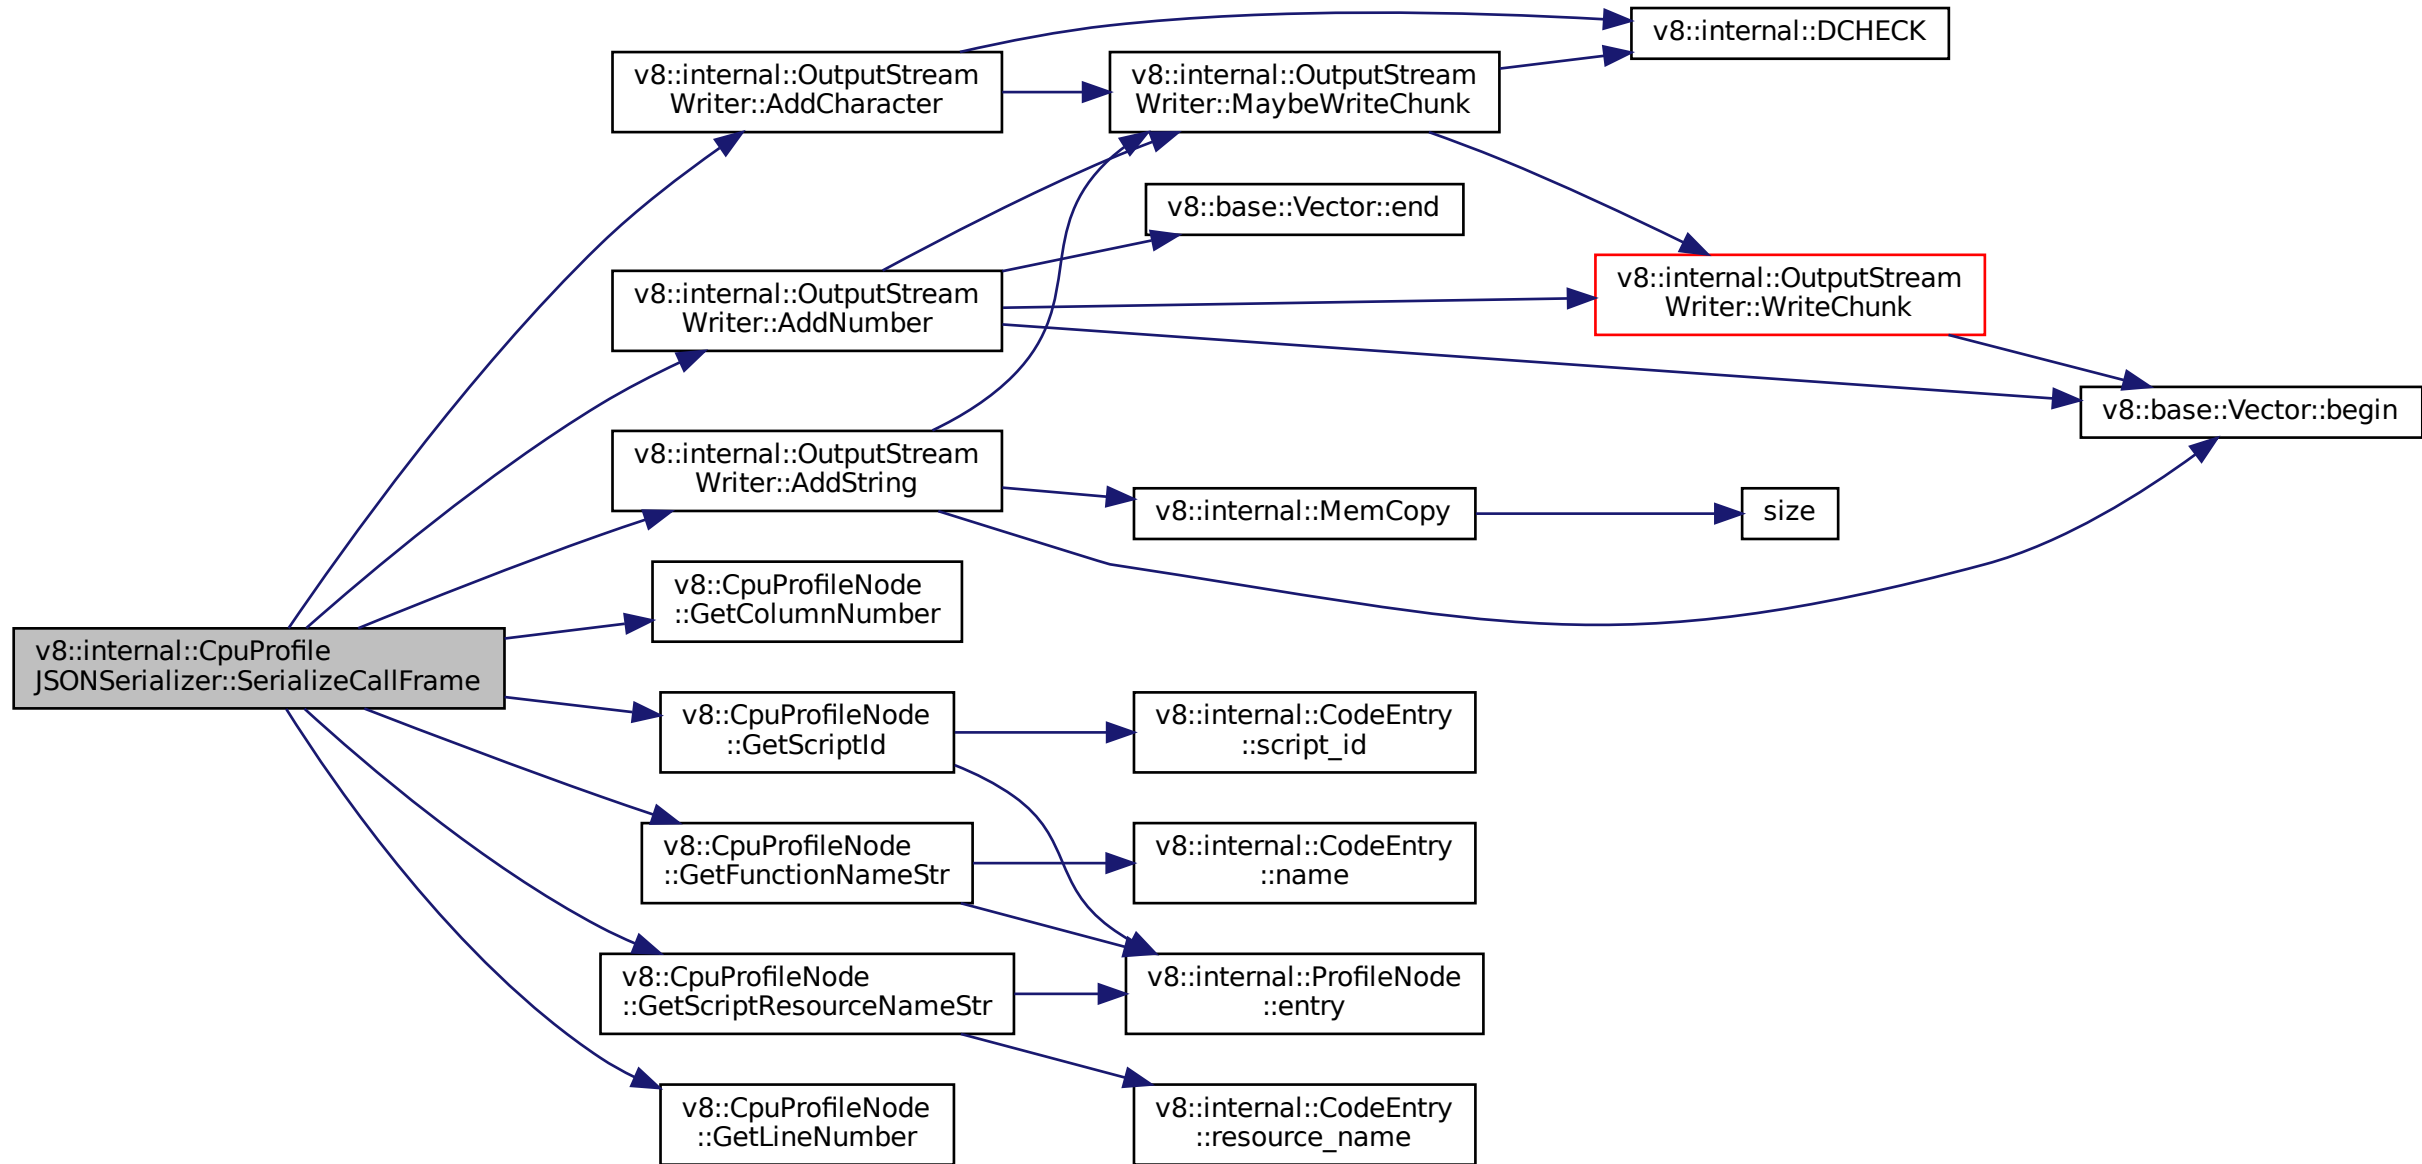 v8::internal::DCHECK
v8::internal::OutputStream
Writer::AddCharacter
v8::internal::OutputStream
Writer::MaybeWriteChunk
v8::base::Vector::end
v8::internal::OutputStream
Writer::AddNumber
v8::internal::OutputStream
Writer::WriteChunk
v8::base::Vector::begin
v8::internal::OutputStream
Writer::AddString
v8::internal::MemCopy
size
v8::CpuProfileNode
::GetColumnNumber
v8::internal::CpuProfile
JSONSerializer::SerializeCallFrame
v8::CpuProfileNode
::GetScriptId
v8::internal::CodeEntry
::script_id
v8::CpuProfileNode
::GetFunctionNameStr
v8::internal::CodeEntry
::name
v8::CpuProfileNode
::GetScriptResourceNameStr
v8::internal::ProfileNode
::entry
v8::CpuProfileNode
::GetLineNumber
v8::internal::CodeEntry
::resource_name